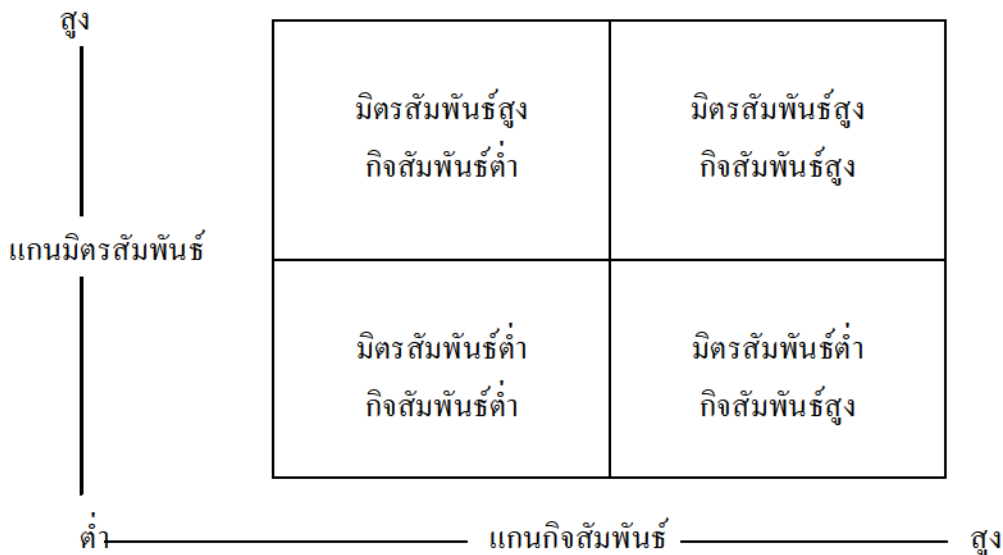 สูง
มิตรสัมพันธ์สูง
กิจสัมพันธ์ต่ำ
มิตรสัมพันธ์สูง
กิจสัมพันธ์สูง
แกนมิตรสัมพันธ์
มิตรสัมพันธ์ต่ำ
กิจสัมพันธ์ต่ำ
มิตรสัมพันธ์ต่ำ
กิจสัมพันธ์สูง
ต่ำ
แกนกิจสัมพันธ์
สูง